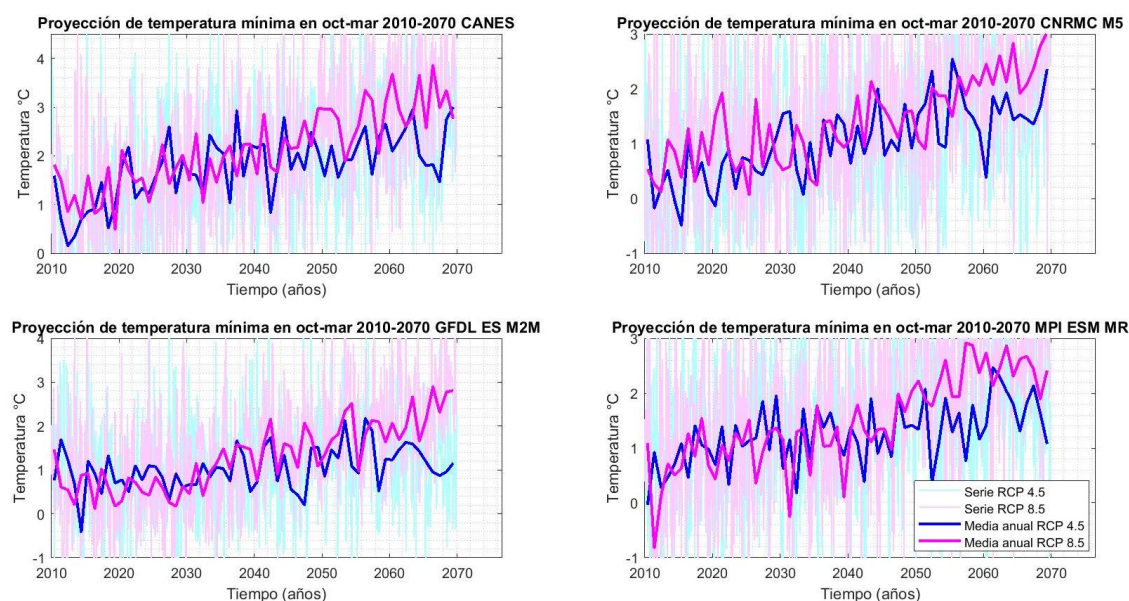 Proyección de temperatura mínima en oct-mar 2010-2070 CANES
Temperatura °C
4
3
2
1
0
2010 2020 2030 2040 2050 2060 2070
Tiempo (años)
Proyección de temperatura mínima en oct-mar 2010-2070 CNRMC M5
Temperatura °C
3
2
1
0
-1
2010 2020 2030 2040 2050 2060 2070
Tiempo (años)
Proyección de temperatura mínima en oct-mar 2010-2070 GFDL ES M2M
Temperatura °C
4
3
2
1
0
-1
2010 2020 2030 2040 2050 2060 2070
Tiempo (años)
Proyección de temperatura mínima en oct-mar 2010-2070 MPI ESM MR
Temperatura °C
3
2
1
0
-1
2010 2020 2030 2040 2050 2060 2070
Tiempo (años)
Serie RCP 4.5
Serie RCP 8.5
Media anual RCP 4.5
Media anual RCP 8.5